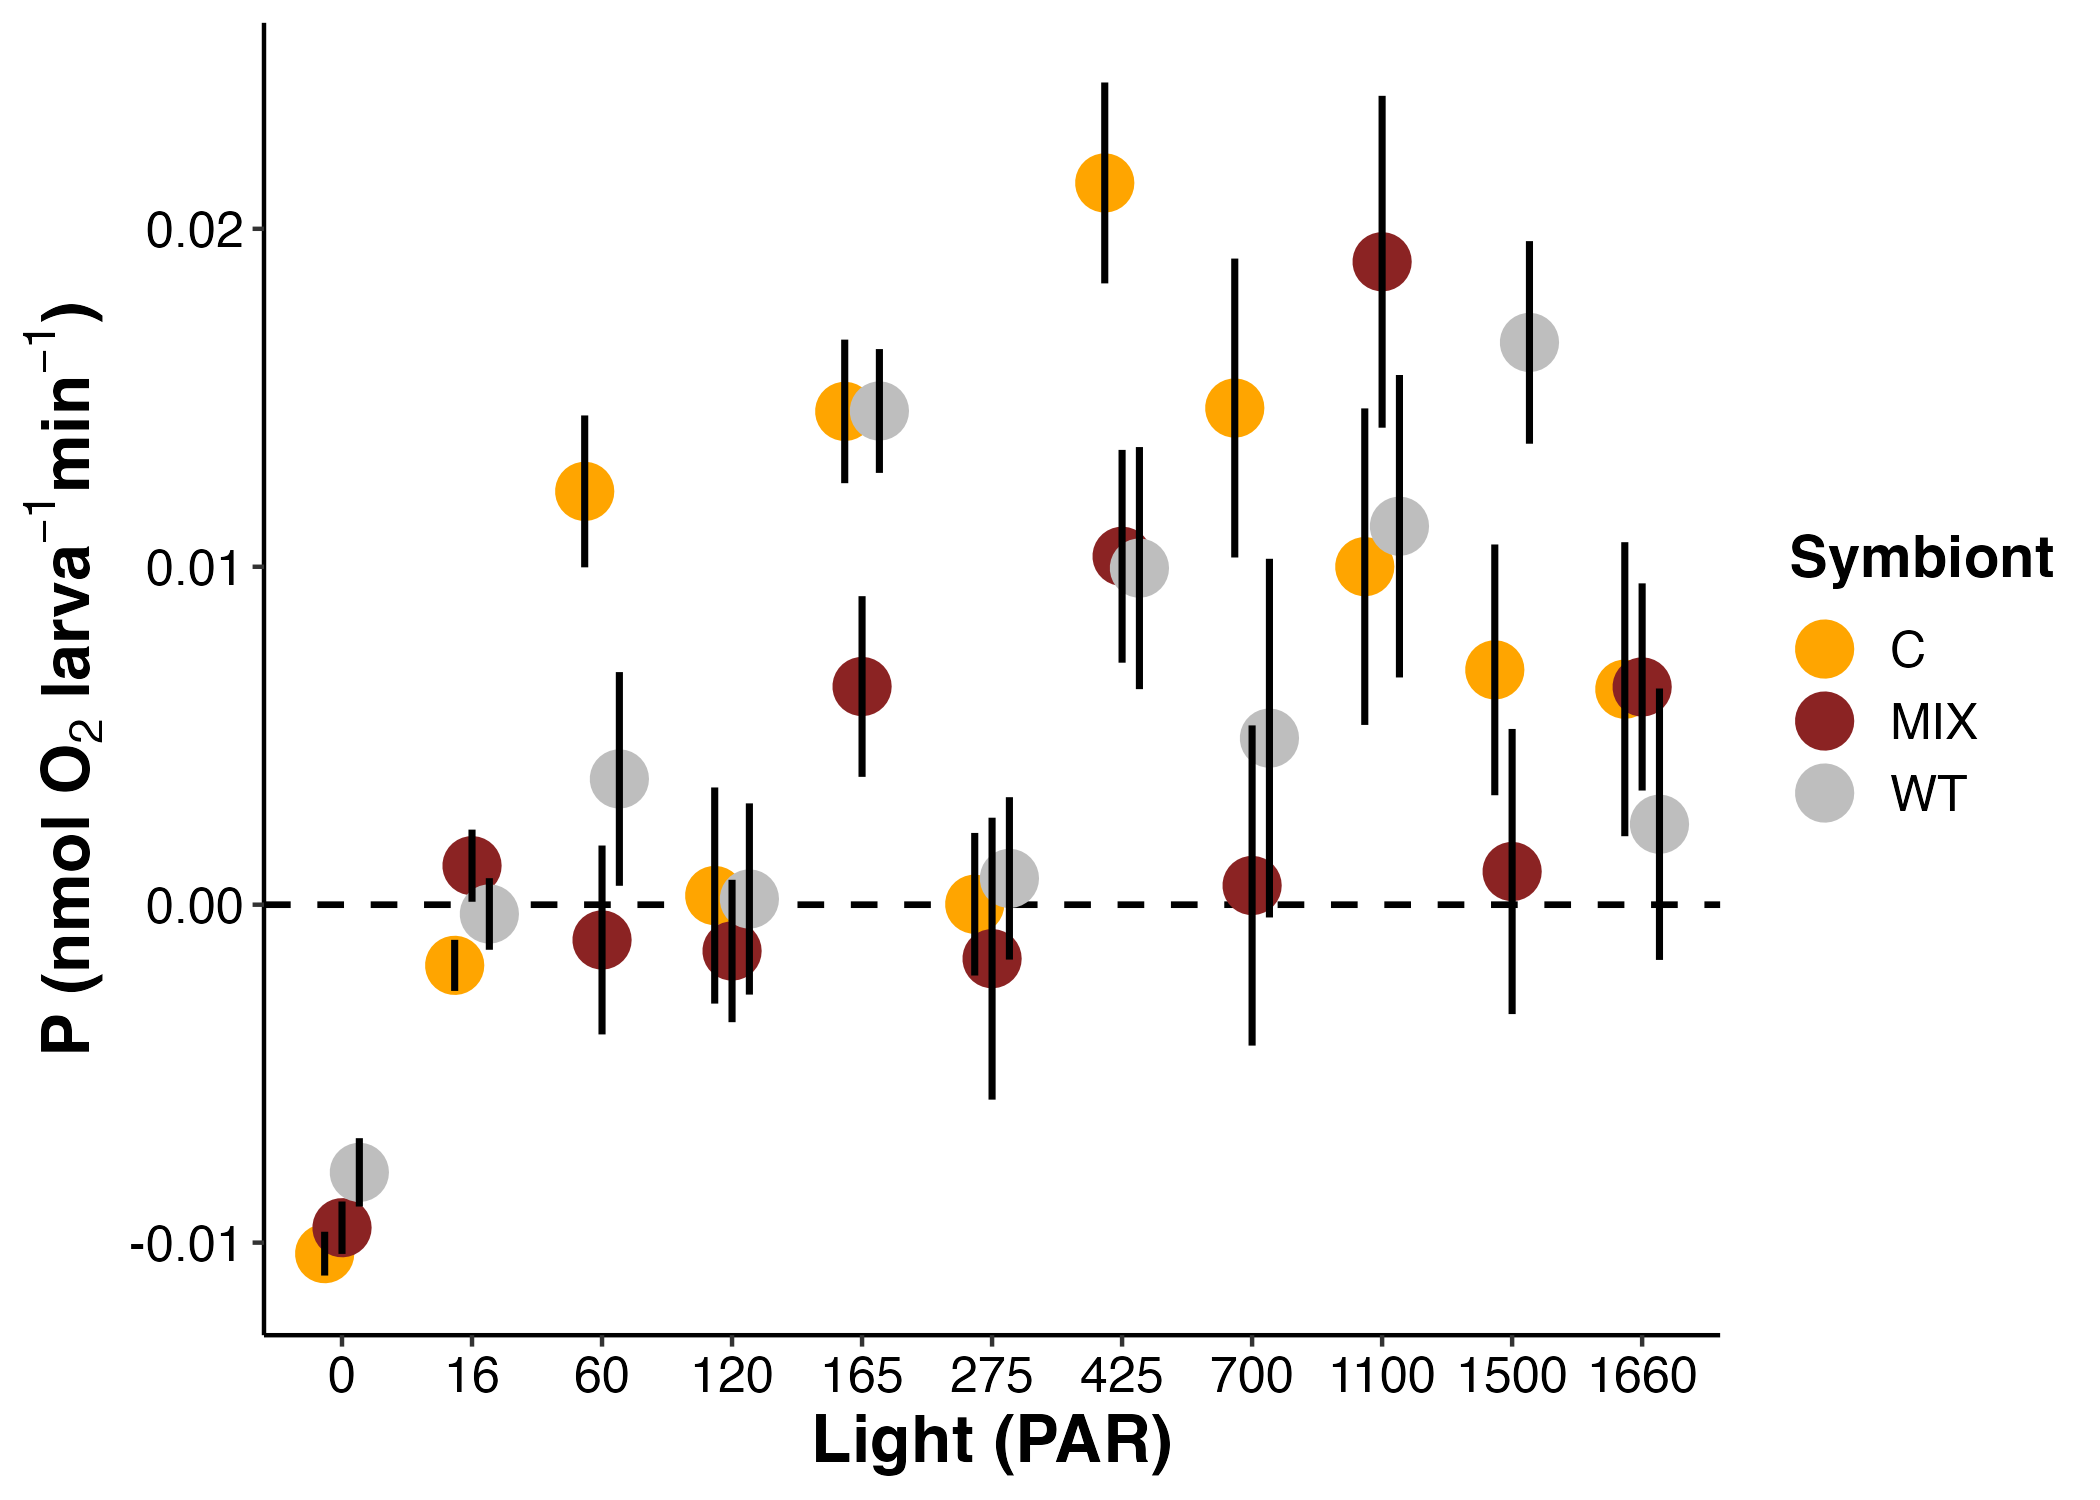 P (nmol O₂ larva⁻¹min⁻¹)
0.02
0.01
0.00
-0.01
0 16 60 120 165 275 425 700 1100 1500 1660
Light (PAR)
Symbiont
C
MIX
WT